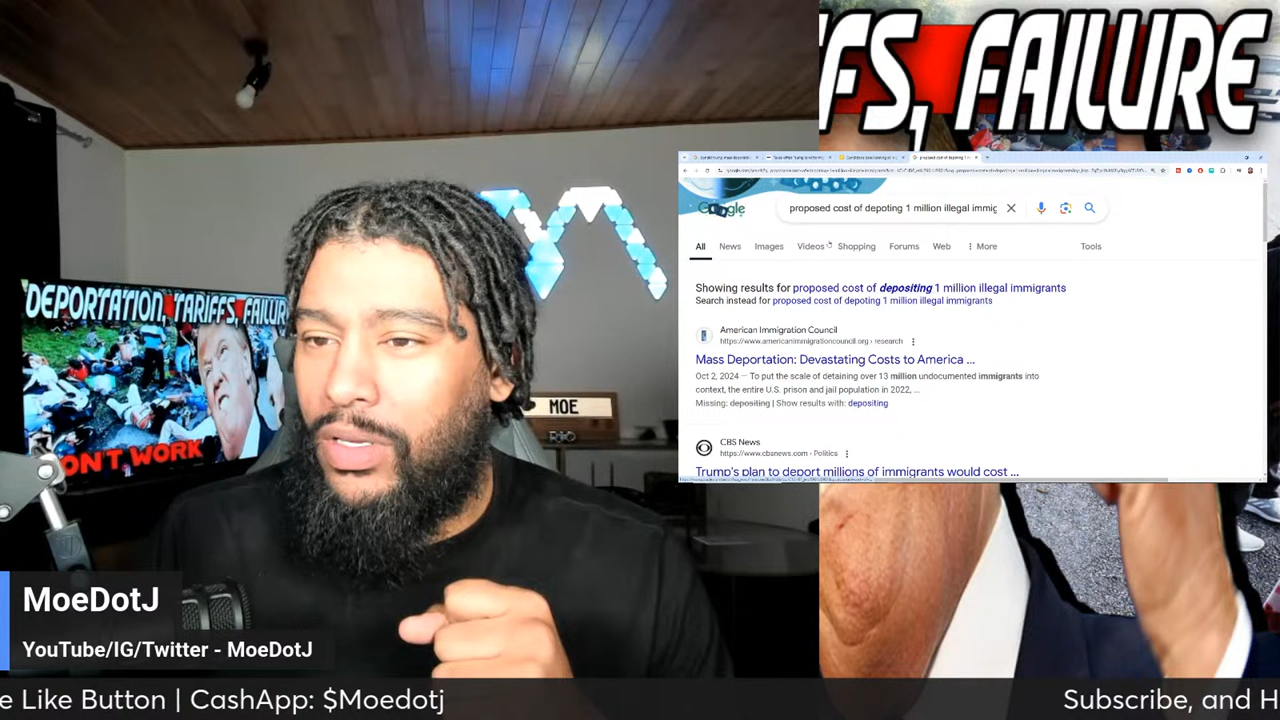 FS, FAILURE
Google
proposed cost of depoting 1 million illegal immig
All News Images Videos Shopping Forums Web More Tools
Showing results for proposed cost of depositing 1 million illegal immigrants
Search instead for proposed cost of depoting 1 million illegal immigrants
American Immigration Council
https://www.americanimmigrationcouncil.org › research
Mass Deportation: Devastating Costs to America ...
Oct 2, 2024 — To put the scale of detaining over 13 million undocumented immigrants into
context, the entire U.S. prison and jail population in 2022, ...
Missing: depositing | Show results with: depositing
CBS News
https://www.cbsnews.com › Politics
Trump's plan to deport millions of immigrants would cost ...
DEPORTATION, TARIFFS, FAILUR
ON'T WORK
MOE
MoeDotJ
YouTube/IG/Twitter - MoeDotJ
e Like Button | CashApp: $Moedotj
Subscribe, and H